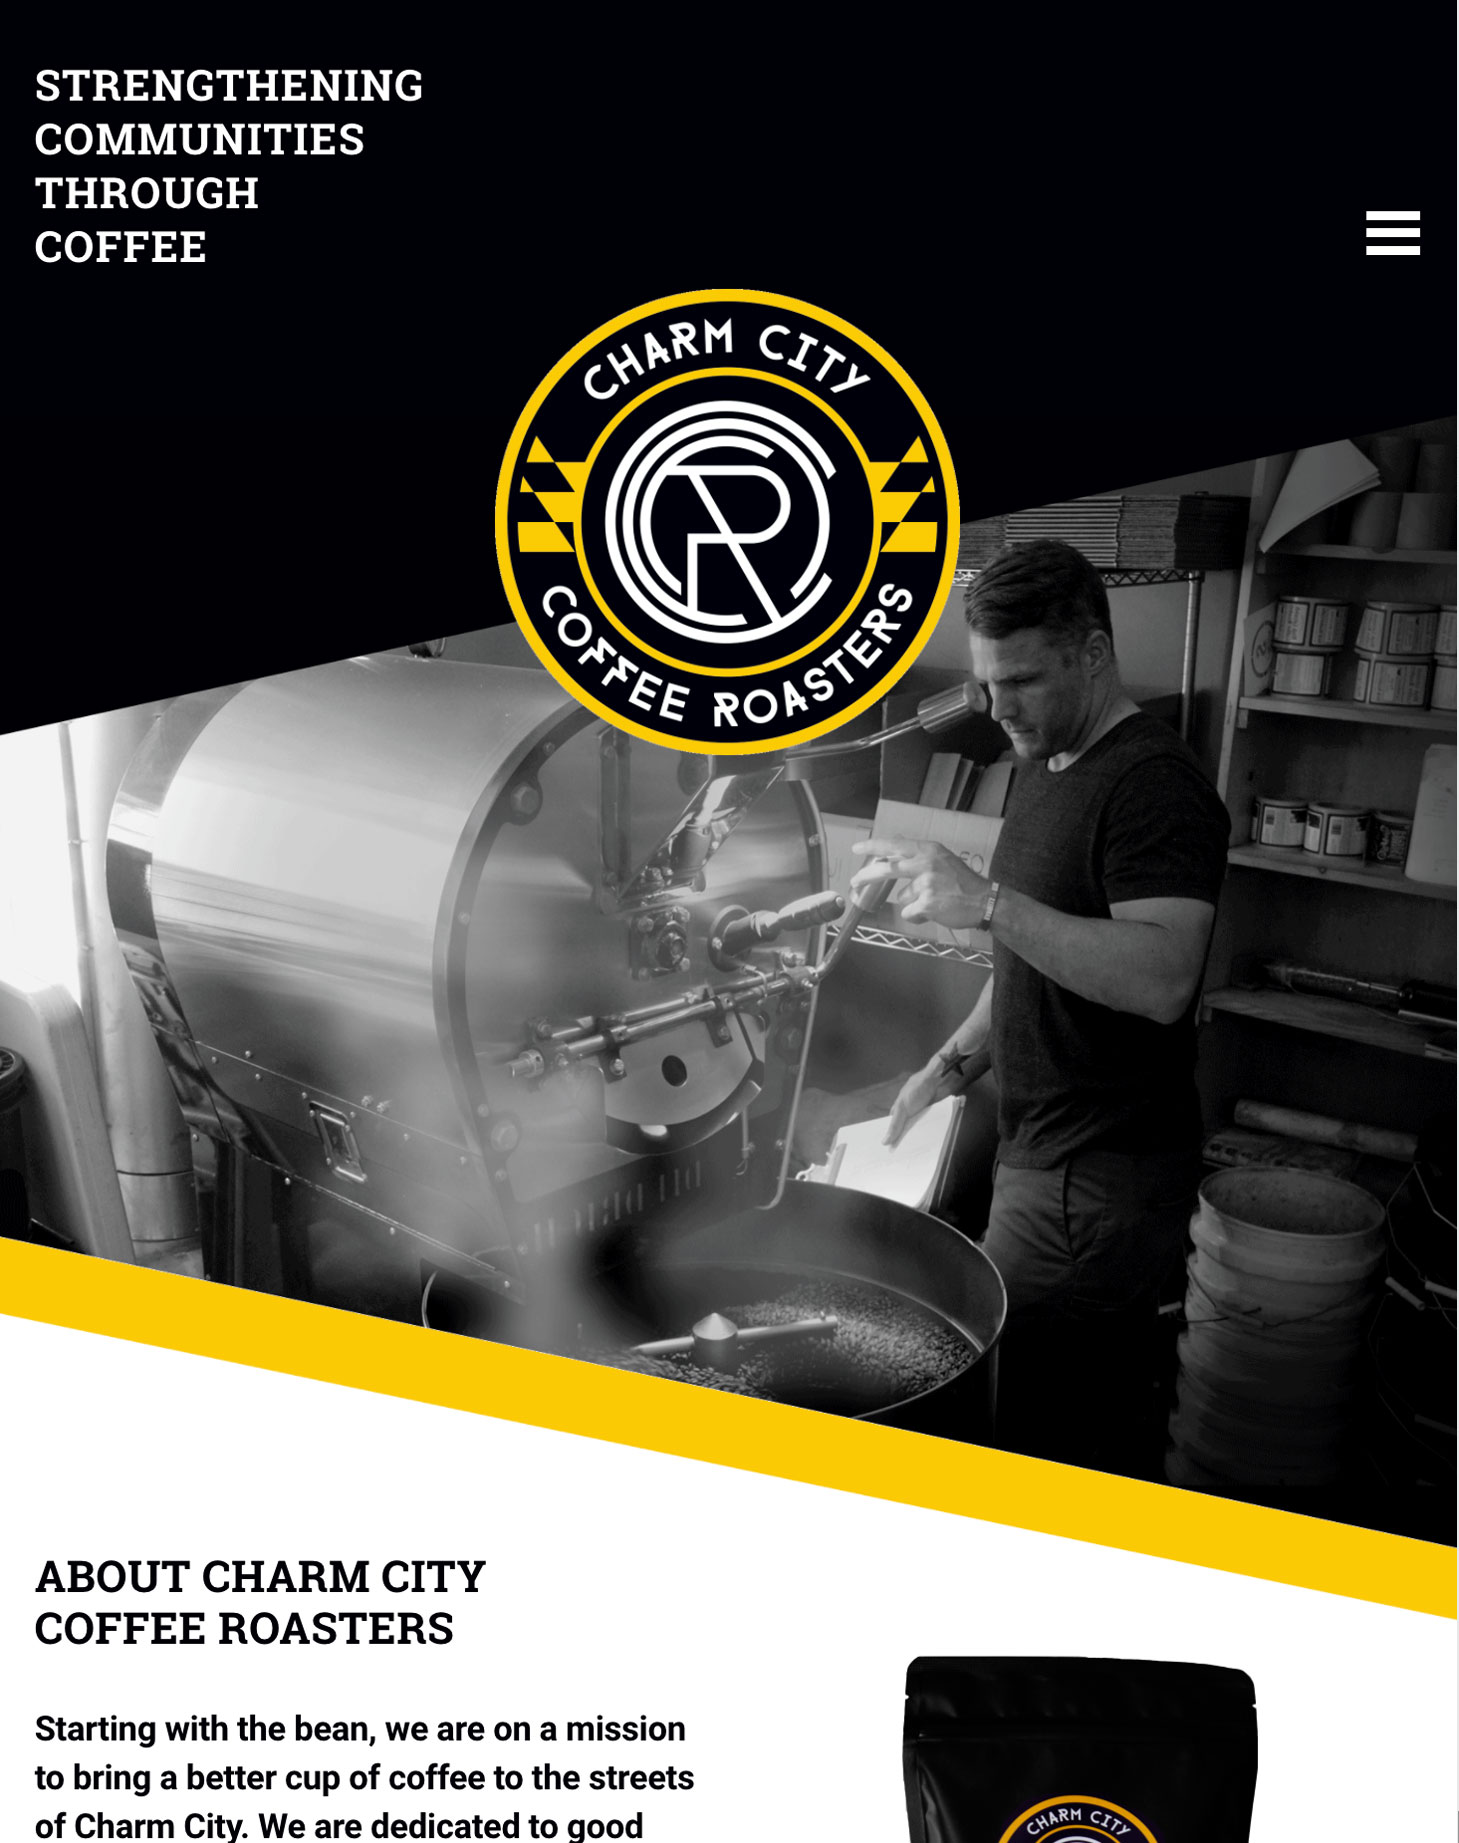 STRENGTHENING
COMMUNITIES
THROUGH
COFFEE
CHARM CITY
CR
COFFEE ROASTERS
ABOUT CHARM CITY
COFFEE ROASTERS
Starting with the bean, we are on a mission
to bring a better cup of coffee to the streets
of Charm City. We are dedicated to good
CHARM CITY